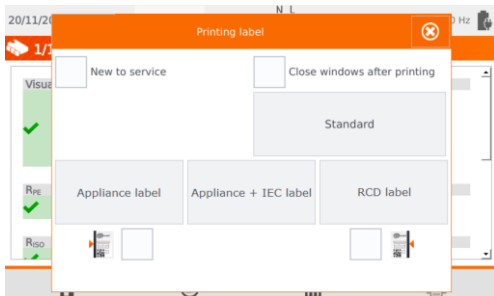 N L
20/11/20
Hz
Printing label
1/1
New to service
Close windows after printing
Visua
Standard
RPE
Appliance label
Appliance + IEC label
RCD label
RISO